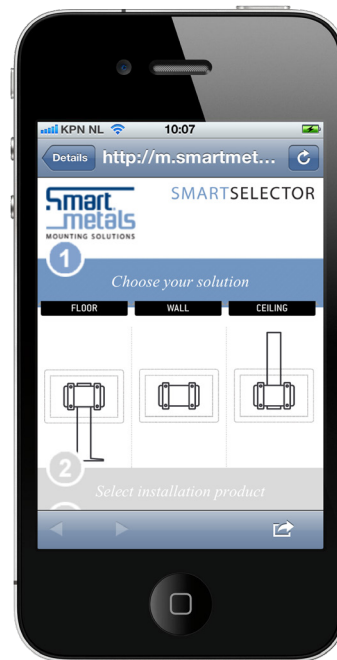 KPN NL 10:07
Details http://m.smartmet...
Smart
metals
MOUNTING SOLUTIONS
SMARTSELECTOR
1
Choose your solution
FLOOR WALL CEILING
2
Select installation product